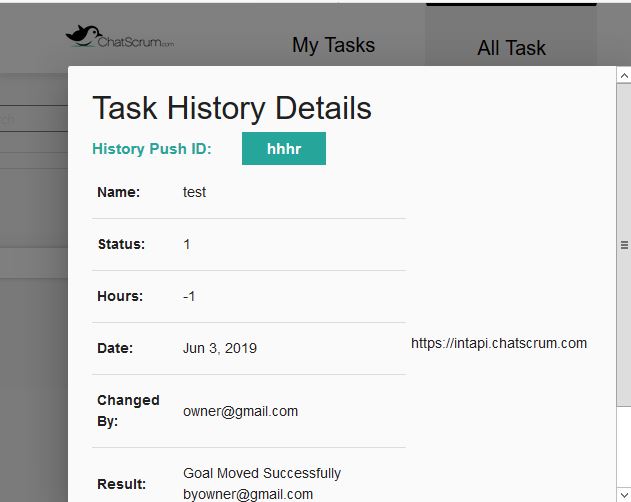 ChatScrum.com
My Tasks
All Task
rch
Task History Details
History Push ID: hhhr
Name: test
Status: 1
Hours: -1
Date: Jun 3, 2019
https://intapi.chatscrum.com
Changed
By: owner@gmail.com
Result: Goal Moved Successfully
byowner@gmail.com